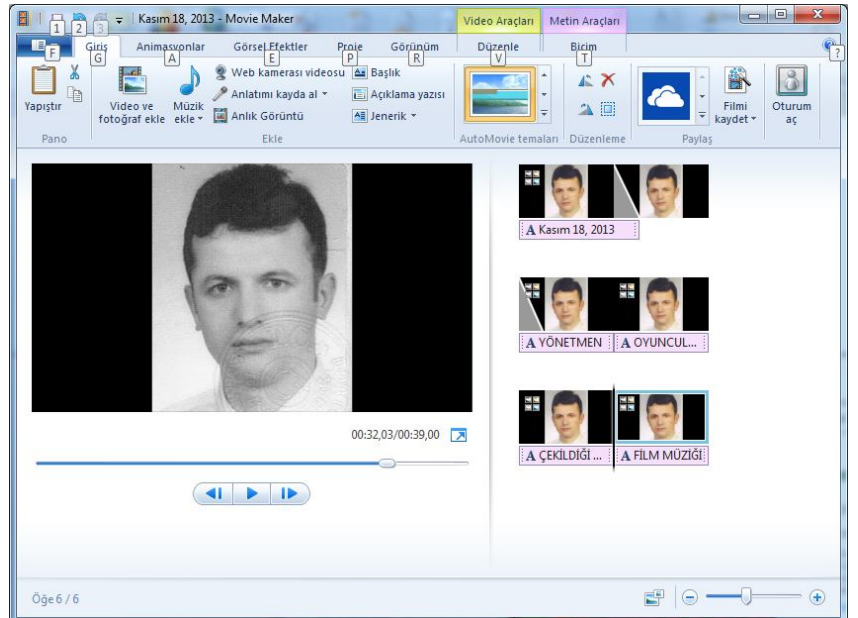 Kasım 18, 2013 - Movie Maker
Video Araçları
Metin Araçları
1
2
3
Giriş
Animasyonlar
Görsel Efektler
Proje
Görünüm
Düzenle
Biçim
F
G
A
E
P
R
V
T
?
Yapıştır
Pano
Video ve fotoğraf ekle
Müzik ekle
Web kamerası videosu
Anlatımı kayda al
Anlık Görüntü
Başlık
Açıklama yazısı
Jenerik
Ekle
AutoMovie temaları
Düzenleme
Filmi kaydet
Paylaş
Oturum aç
00:32,03/00:39,00
A Kasım 18, 2013
A YÖNETMEN
A OYUNCUL...
A ÇEKİLDİĞİ ...
A FİLM MÜZİĞİ
Öğe 6 / 6